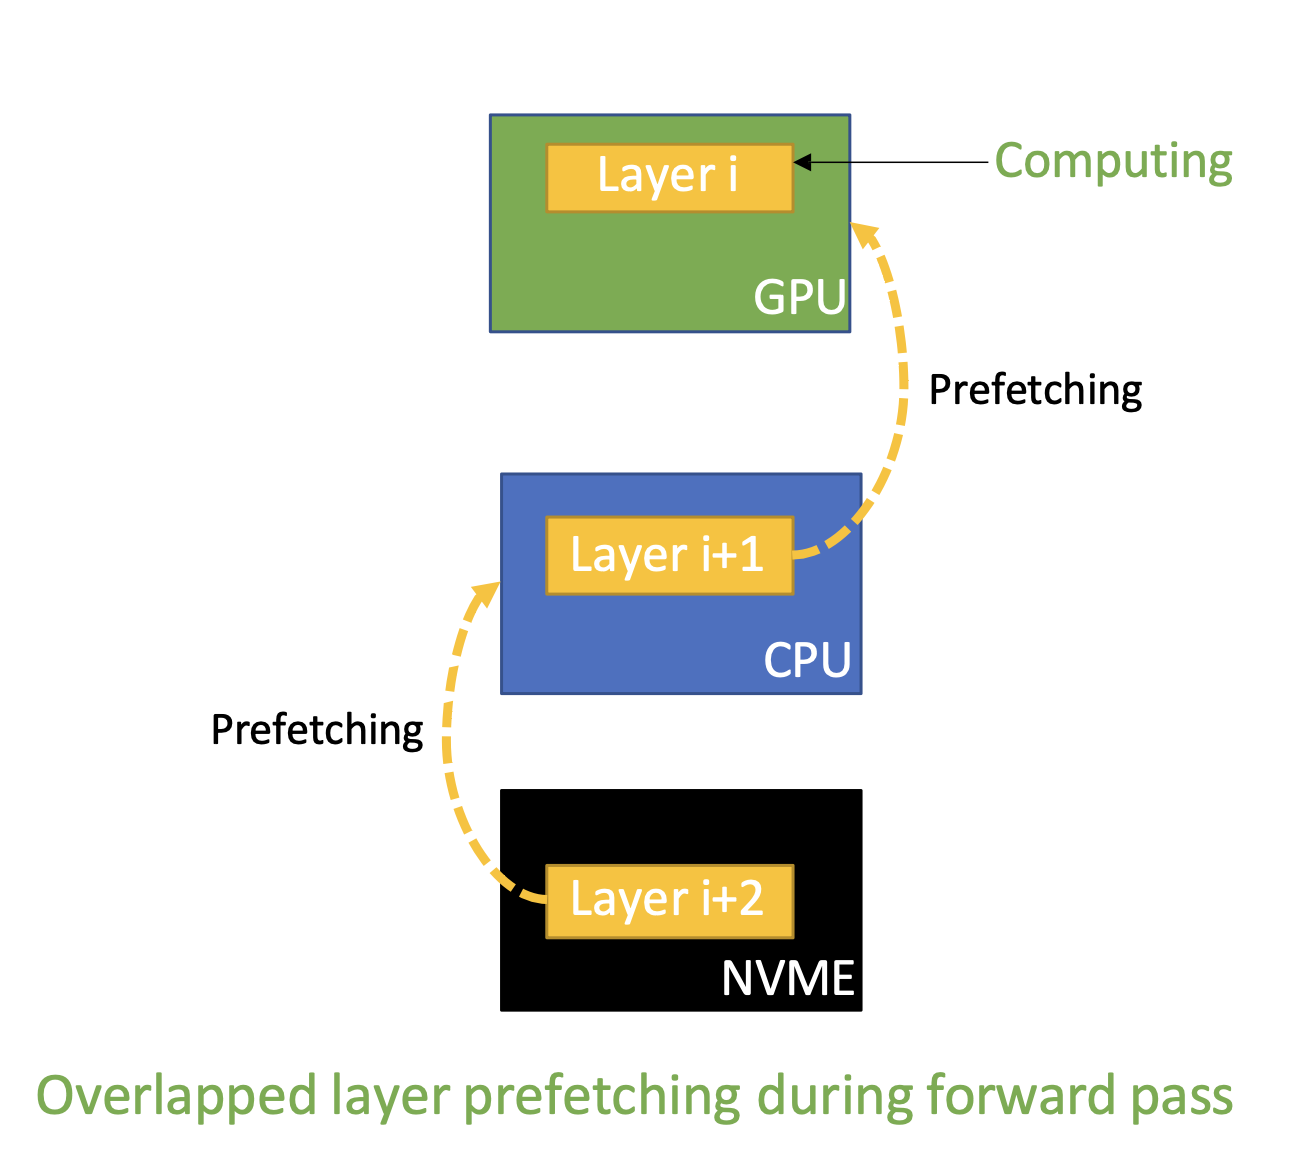 Layer i
Computing
GPU
Prefetching
Layer i+1
CPU
Prefetching
Layer i+2
NVME
Overlapped layer prefetching during forward pass